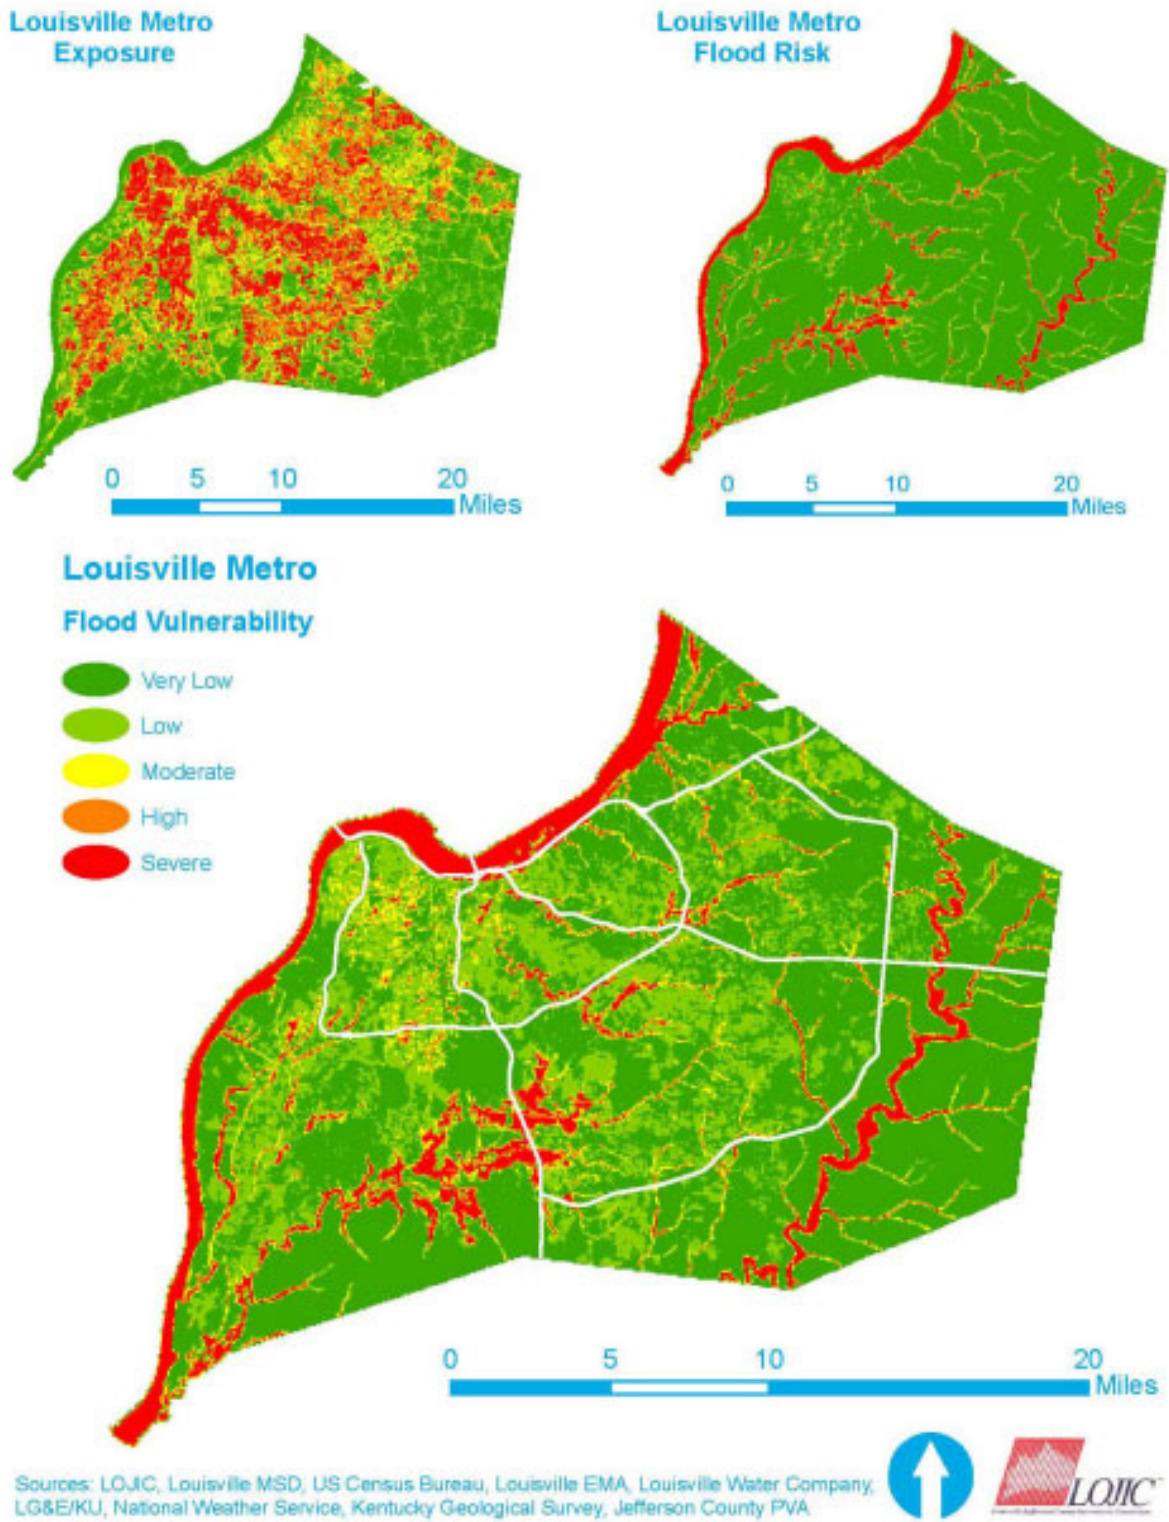 Louisville Metro
Exposure
Louisville Metro
Flood Risk
0 5 10 20
Miles
0 5 10 20
Miles
Louisville Metro
Flood Vulnerability
Very Low
Low
Moderate
High
Severe
0 5 10 20
Miles
Sources: LOJIC, Louisville MSD, US Census Bureau, Louisville EMA, Louisville Water Company,
LG&E/KU, National Weather Service, Kentucky Geological Survey, Jefferson County PVA
LOJIC